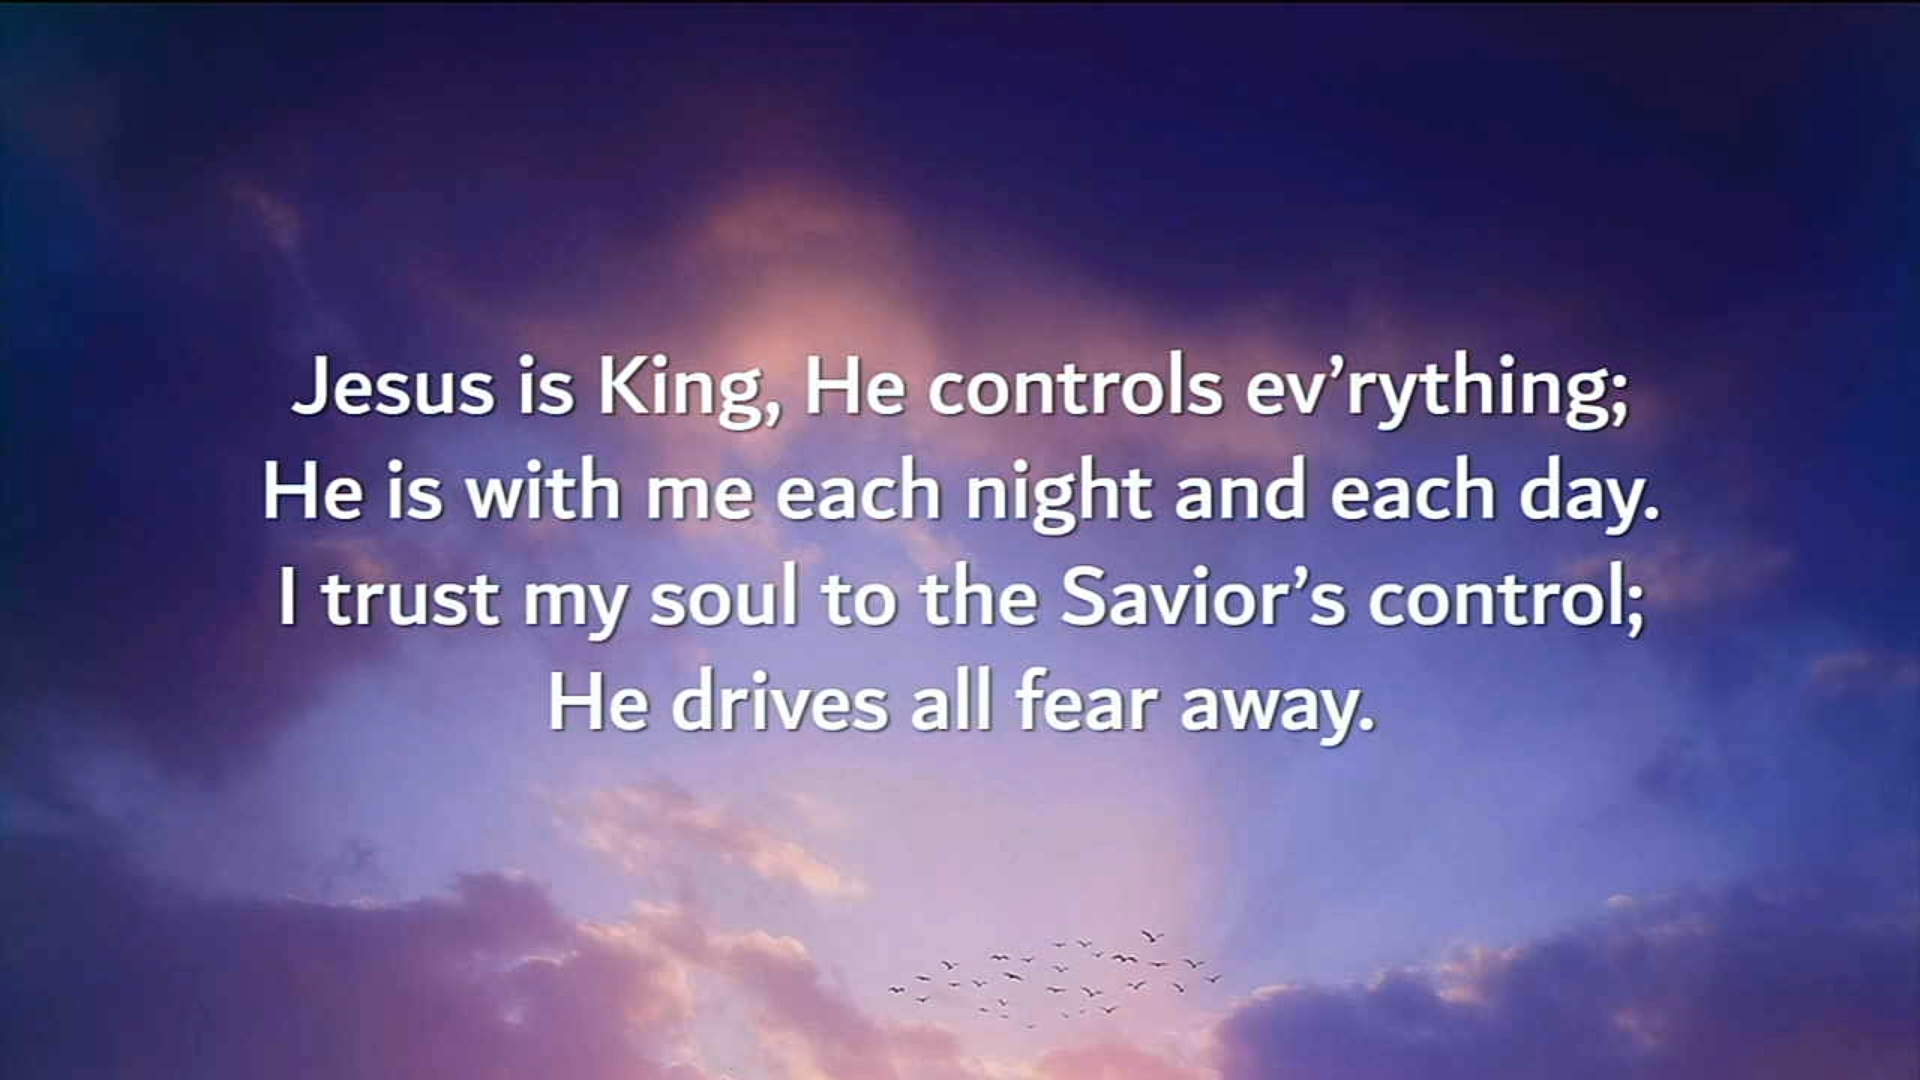 Jesus is King, He controls ev’rything;
He is with me each night and each day.
I trust my soul to the Savior’s control;
He drives all fear away.